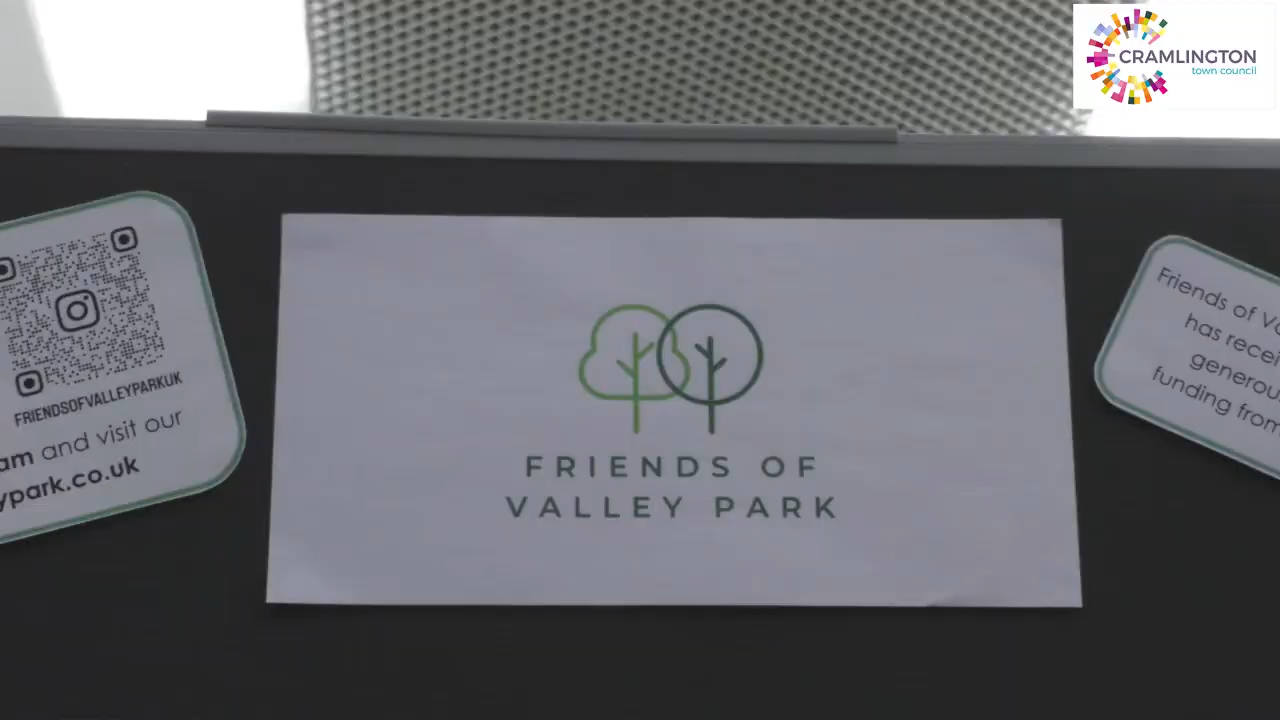 CRAMLINGTON
town council
FRIENDSOFVALLEYPARKUK
am and visit our
ypark.co.uk
FRIENDS OF
VALLEY PARK
Friends of V
has recei
generou
funding from